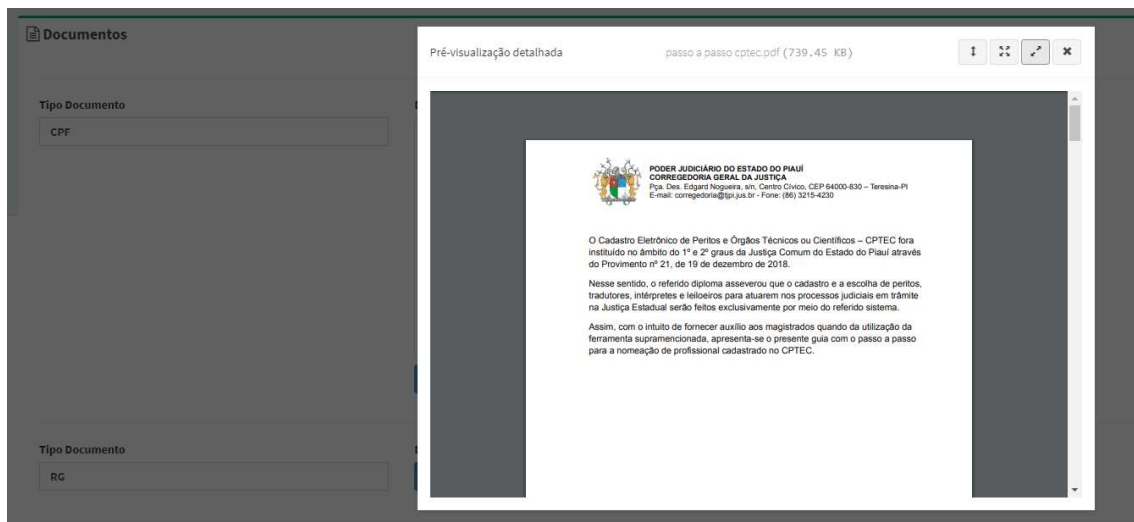 Documentos
Pré-visualização detalhada
passo a passo cptec.pdf (739.45 KB)
Tipo Documento
CPF
PODER JUDICIÁRIO DO ESTADO DO PIAUÍ
CORREGEDORIA GERAL DA JUSTIÇA
Pça. Des. Edgard Nogueira, s/n, Centro Cívico, CEP 64000-830 – Teresina-PI
E-mail: corregedoria@tjpi.jus.br - Fone: (86) 3215-4230
O Cadastro Eletrônico de Peritos e Órgãos Técnicos ou Científicos – CPTEC fora
instituído no âmbito do 1º e 2º graus da Justiça Comum do Estado do Piauí através
do Provimento nº 21, de 19 de dezembro de 2018.
Nesse sentido, o referido diploma asseverou que o cadastro e a escolha de peritos,
tradutores, intérpretes e leiloeiros para atuarem nos processos judiciais em trâmite
na Justiça Estadual serão feitos exclusivamente por meio do referido sistema.
Assim, com o intuito de fornecer auxílio aos magistrados quando da utilização da
ferramenta supramencionada, apresenta-se o presente guia com o passo a passo
para a nomeação de profissional cadastrado no CPTEC.
Tipo Documento
RG